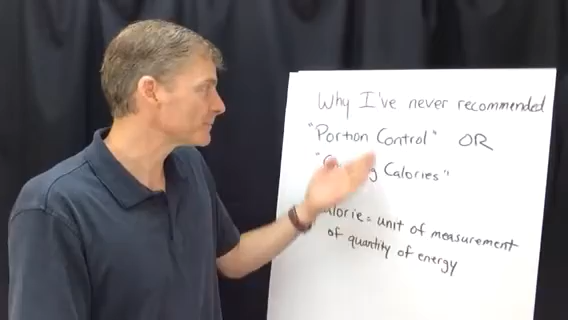 Why I've never recommended
"Portion Control" OR
Calories"
= unit of measurement
of quantity of energy